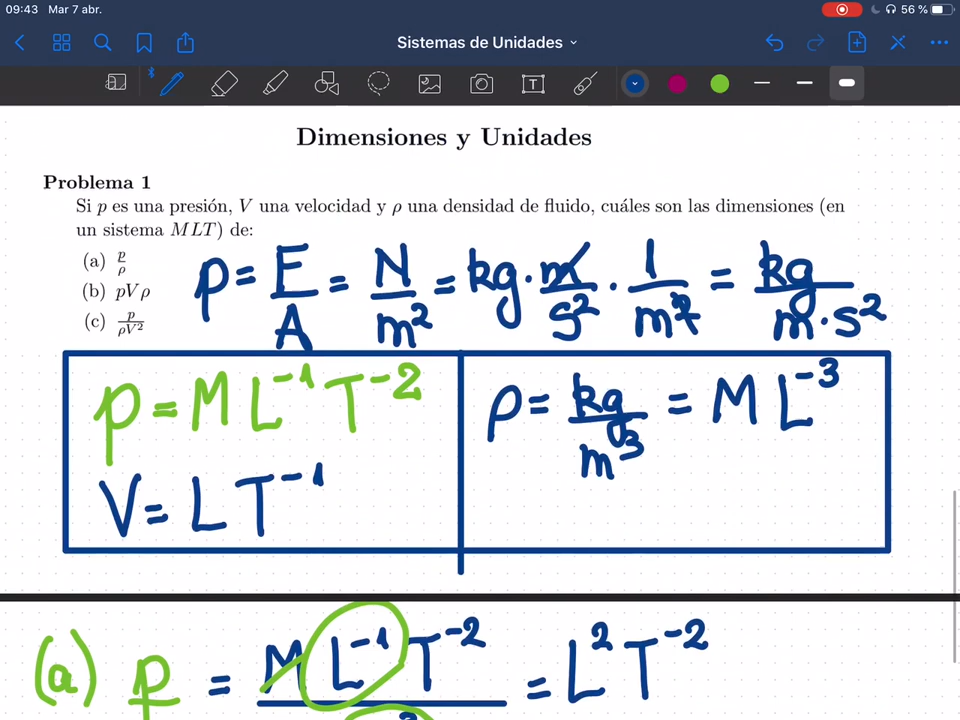 09:43 Mar 7 abr. 56 %
Sistemas de Unidades
T
Dimensiones y Unidades
Problema 1
Si p es una presión, V una velocidad y ρ una densidad de fluido, cuáles son las dimensiones (en
un sistema MLT) de:
(a) p/ρ
(b) pVρ
(c) p/ρV²
p = F/A = N/m² = kg · m/s² · 1/m² = kg/m·s²
p = M L⁻¹ T⁻²
ρ = kg/m³ = M L⁻³
V = L T⁻¹
(a) p = M L⁻¹ T⁻² = L² T⁻²